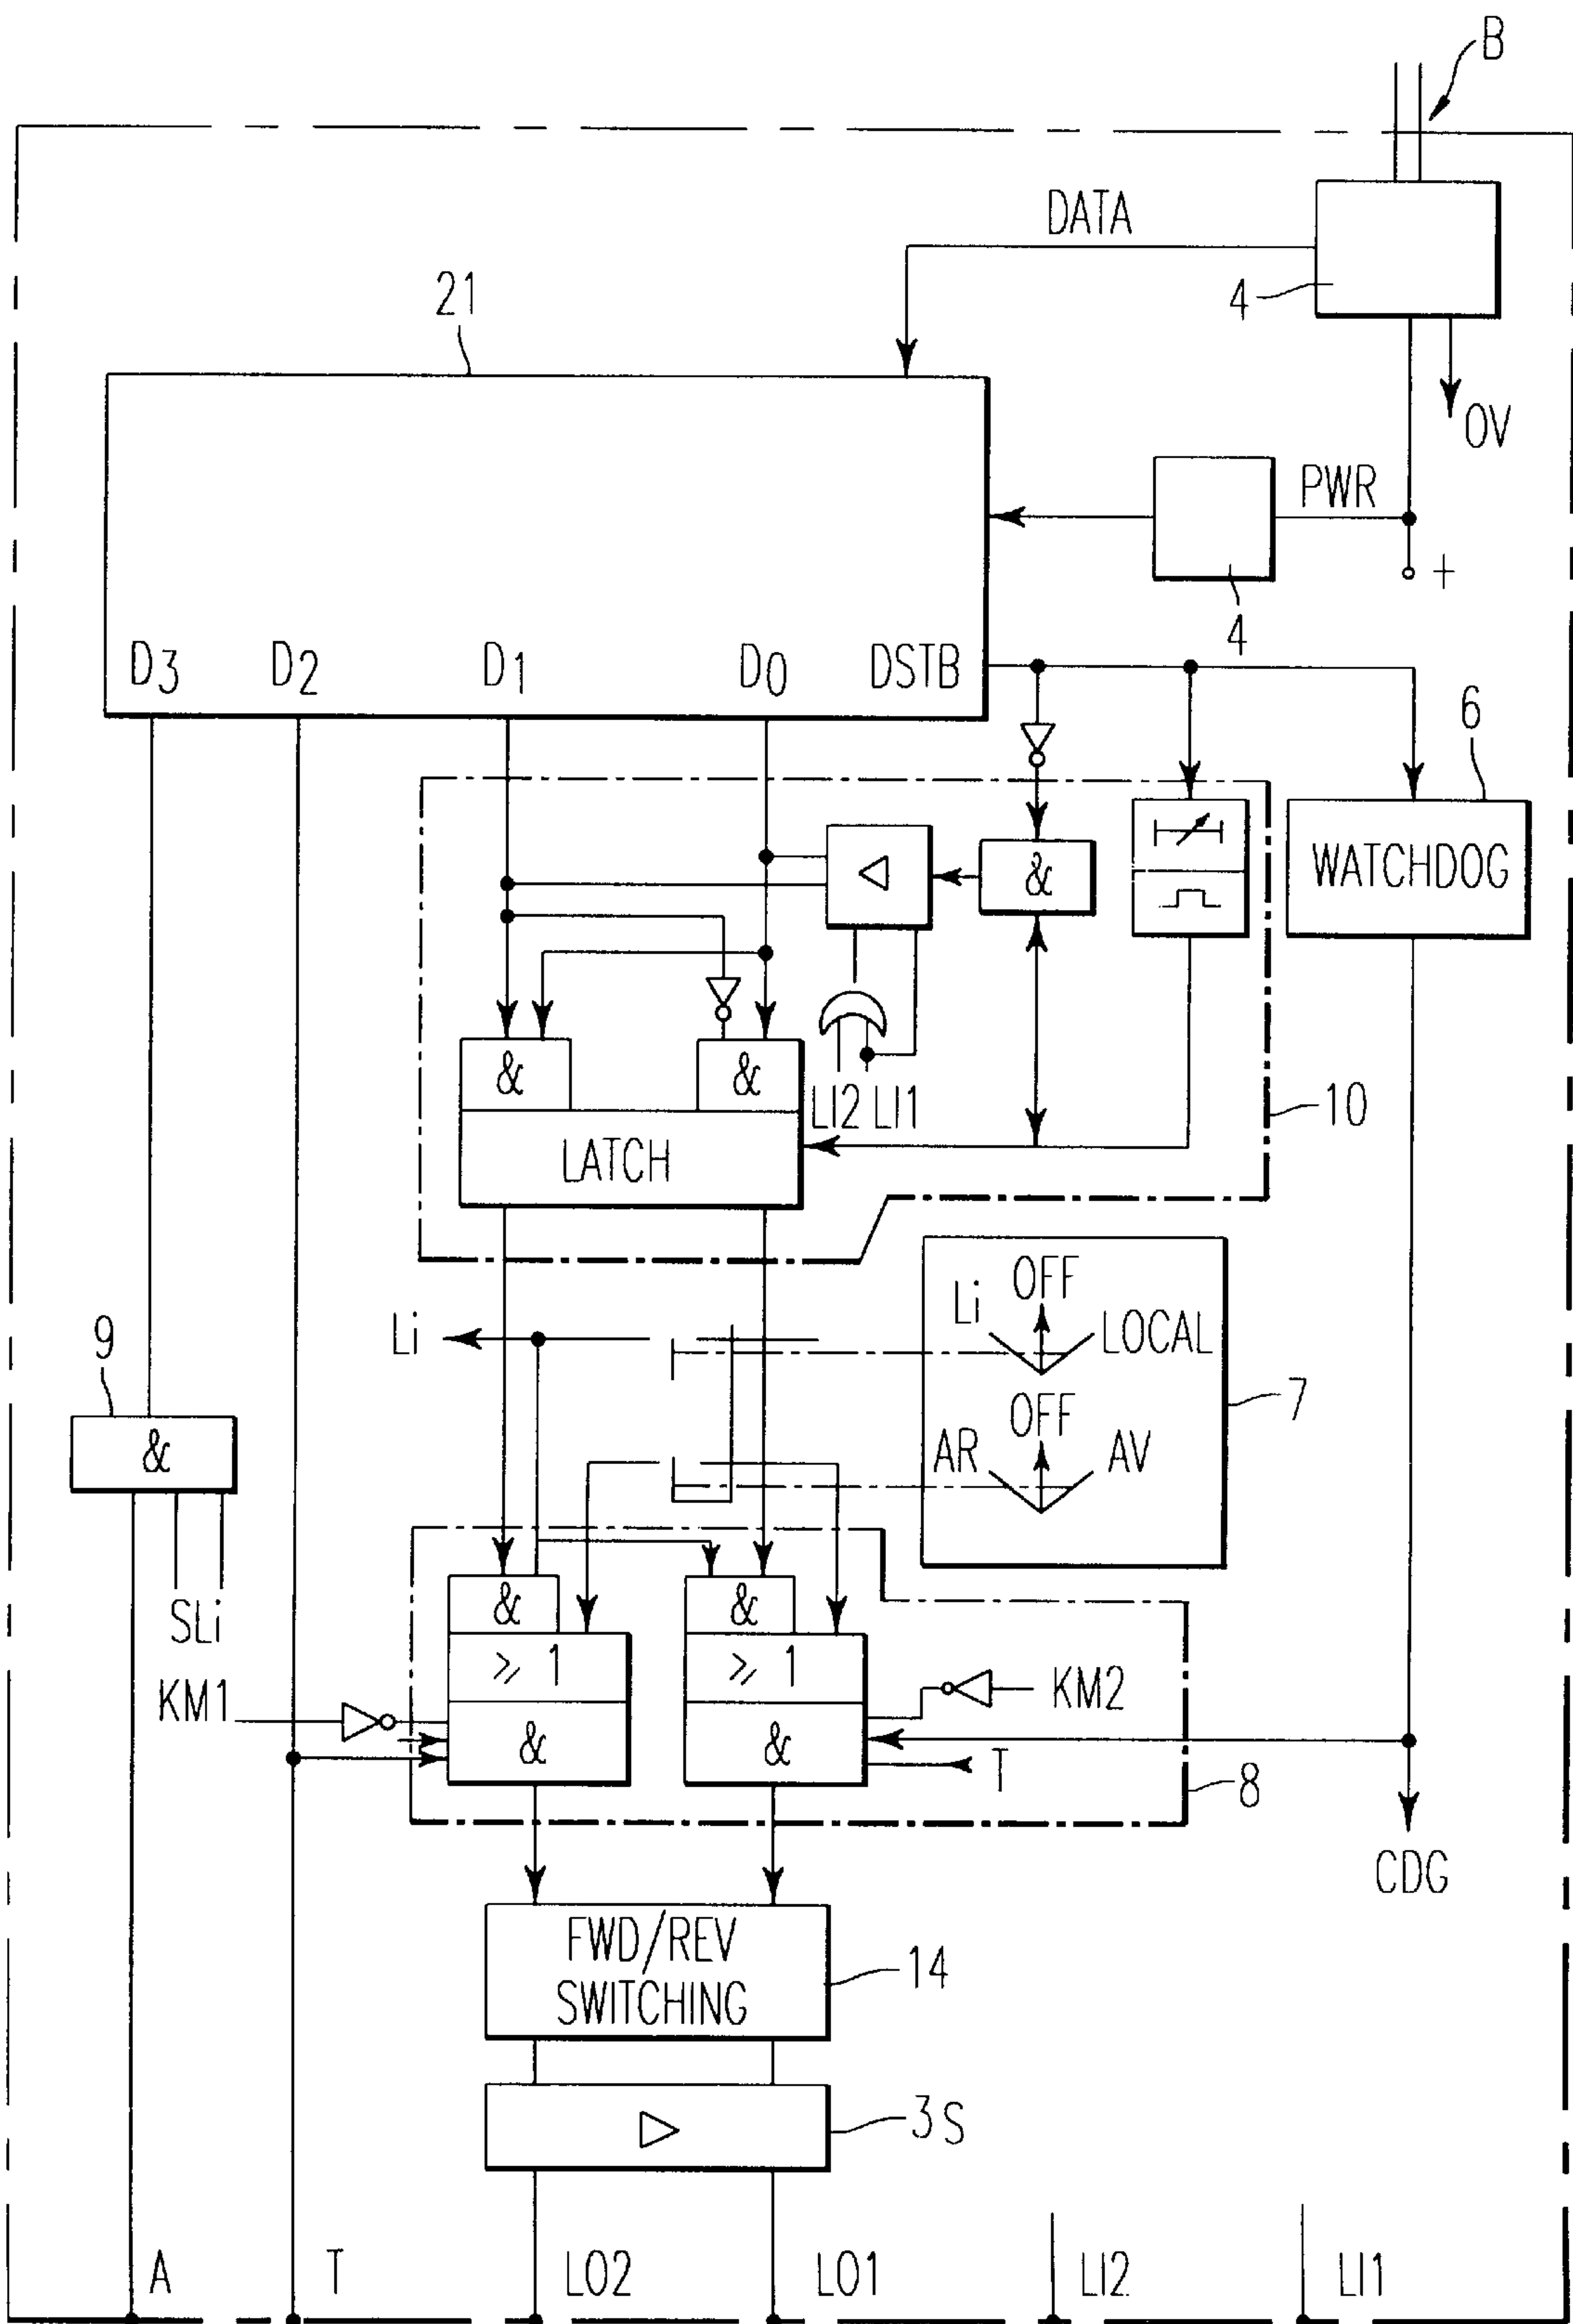 B
DATA
4
21
0V
PWR
+
4
D3 D2 D1 D0 DSTB
6
WATCHDOG
&
& &
LI2 LI1
10
LATCH
Li OFF LOCAL
Li
9
7
OFF
AR AV
&
SLi
& &
≥ 1 ≥ 1
KM1 KM2
& &
T
8
CDG
FWD/REV
SWITCHING
14
3S
A T LO2 LO1 LI2 LI1